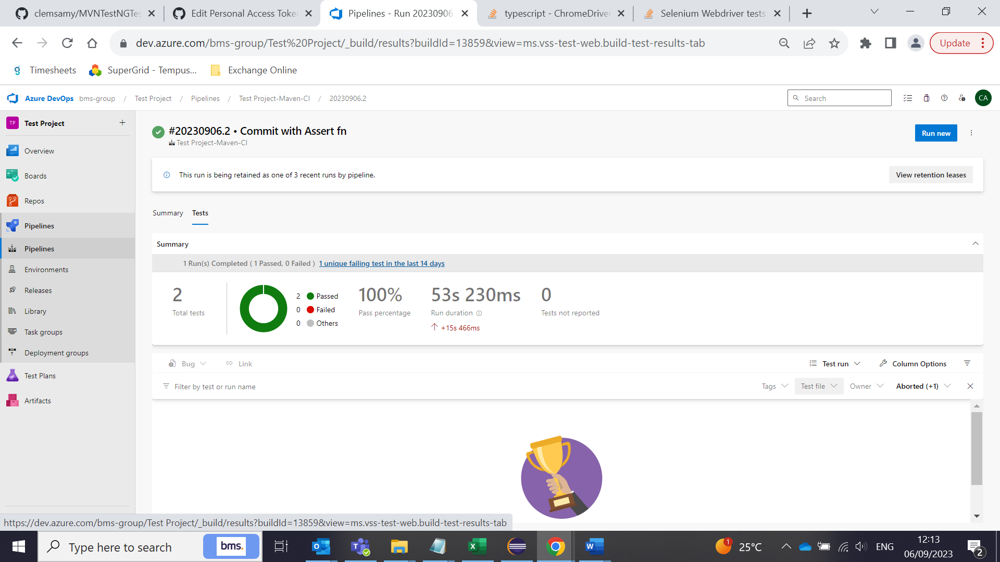 clemsamy/MVNTestNGTes
Edit Personal Access Token
Pipelines - Run 20230906.
typescript - ChromeDriver
Selenium Webdriver tests
dev.azure.com/bms-group/Test%20Project/_build/results?buildId=13859&view=ms.vss-test-web.build-test-results-tab
Update
Timesheets
SuperGrid - Tempus...
Exchange Online
Azure DevOps bms-group / Test Project / Pipelines / Test Project-Maven-CI / 20230906.2
Search
CA
TP Test Project +
Overview
Boards
Repos
Pipelines
Pipelines
Environments
Releases
Library
Task groups
Deployment groups
Test Plans
Artifacts
#20230906.2 • Commit with Assert fn
Test Project-Maven-CI
Run new
This run is being retained as one of 3 recent runs by pipeline.
View retention leases
Summary Tests
Summary
1 Run(s) Completed ( 1 Passed, 0 Failed ) 1 unique failing test in the last 14 days
2
Total tests
2 Passed
0 Failed
0 Others
100%
Pass percentage
53s 230ms
Run duration
+15s 466ms
0
Tests not reported
Bug
Link
Test run
Column Options
Filter by test or run name
Tags
Test file
Owner
Aborted (+1)
https://dev.azure.com/bms-group/Test Project/_build/results?buildId=13859&view=ms.vss-test-web.build-test-results-tab
Type here to search
bms.
1
25°C
ENG
12:13
06/09/2023
2